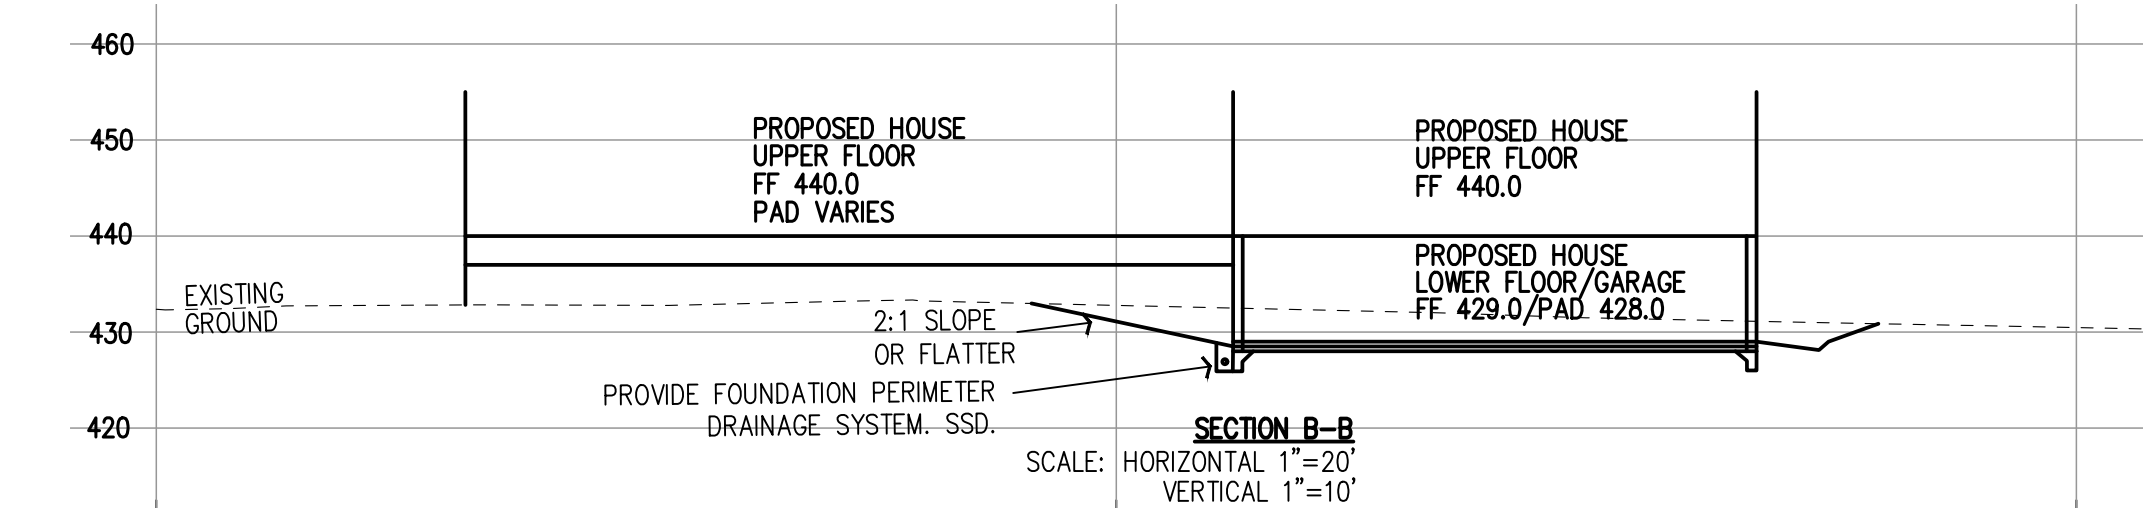 460
450
440
430
420
PROPOSED HOUSE
UPPER FLOOR
FF 440.0
PAD VARIES
PROPOSED HOUSE
UPPER FLOOR
FF 440.0
PROPOSED HOUSE
LOWER FLOOR/GARAGE
FF 429.0/PAD 428.0
EXISTING
GROUND
2:1 SLOPE
OR FLATTER
PROVIDE FOUNDATION PERIMETER
DRAINAGE SYSTEM. SSD.
SECTION B-B
SCALE: HORIZONTAL 1"=20'
VERTICAL 1"=10'